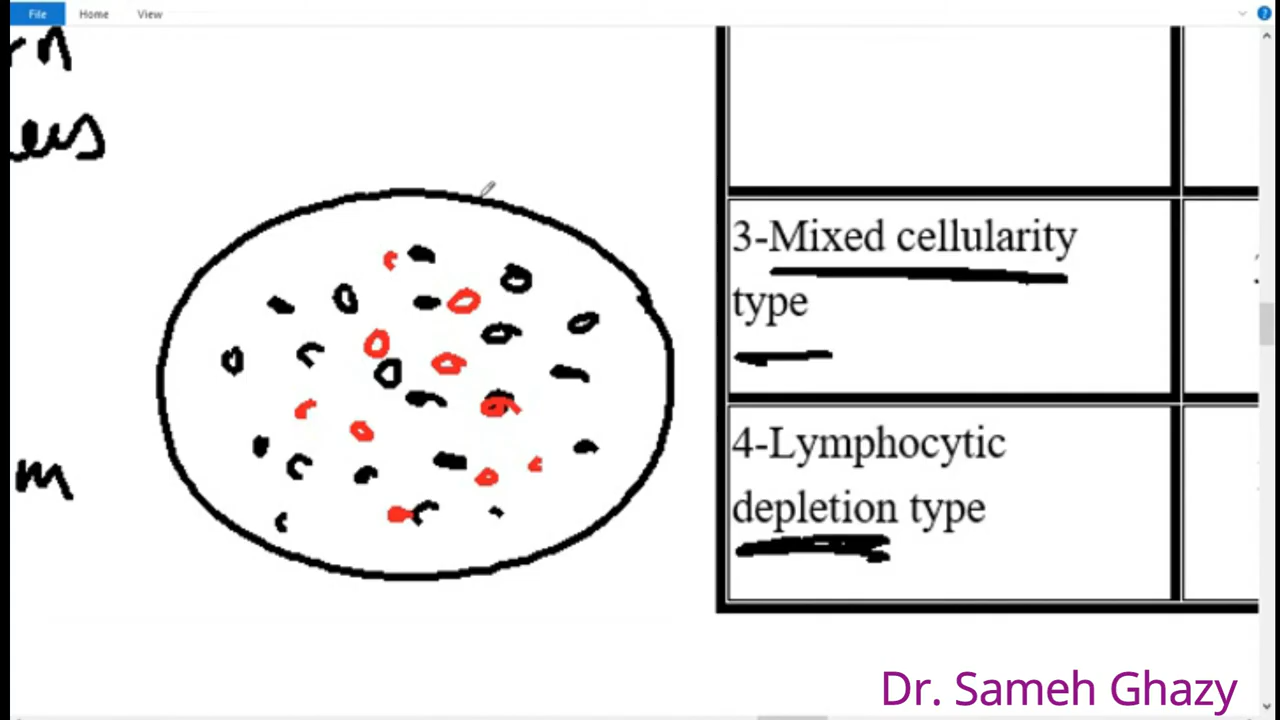 File Home View
3-Mixed cellularity
type
4-Lymphocytic
depletion type
Dr. Sameh Ghazy